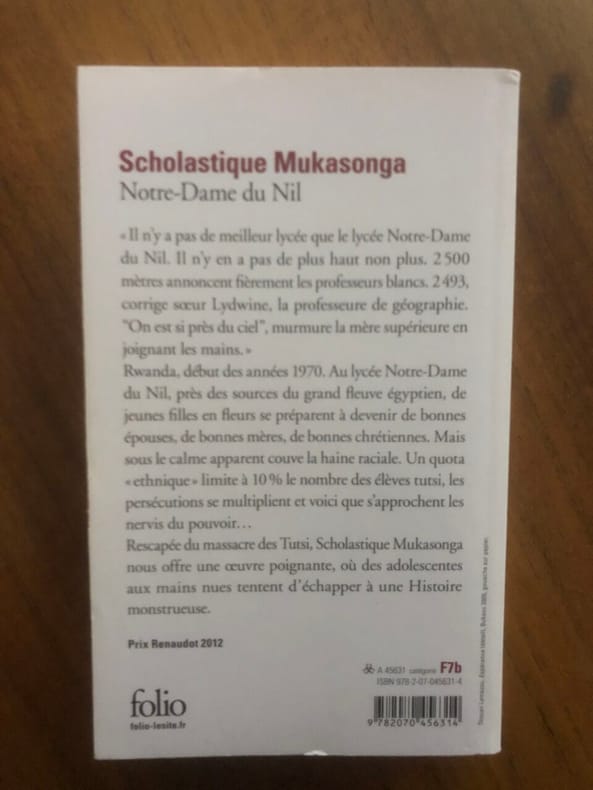 Scholastique Mukasonga
Notre-Dame du Nil
« Il n'y a pas de meilleur lycée que le lycée Notre-Dame
du Nil. Il n'y en a pas de plus haut non plus. 2 500
mètres annoncent fièrement les professeurs blancs. 2 493,
corrige sœur Lydwine, la professeure de géographie.
"On est si près du ciel", murmure la mère supérieure en
joignant les mains. »
Rwanda, début des années 1970. Au lycée Notre-Dame
du Nil, près des sources du grand fleuve égyptien, de
jeunes filles en fleurs se préparent à devenir de bonnes
épouses, de bonnes mères, de bonnes chrétiennes. Mais
sous le calme apparent couve la haine raciale. Un quota
« ethnique » limite à 10 % le nombre des élèves tutsi, les
persécutions se multiplient et voici que s'approchent les
nervis du pouvoir…
Rescapée du massacre des Tutsi, Scholastique Mukasonga
nous offre une œuvre poignante, où des adolescentes
aux mains nues tentent d'échapper à une Histoire
monstrueuse.
Prix Renaudot 2012
A 45631 catégorie F7b
ISBN 978-2-07-045631-4
folio
folio-lesite.fr
9 782070 456314